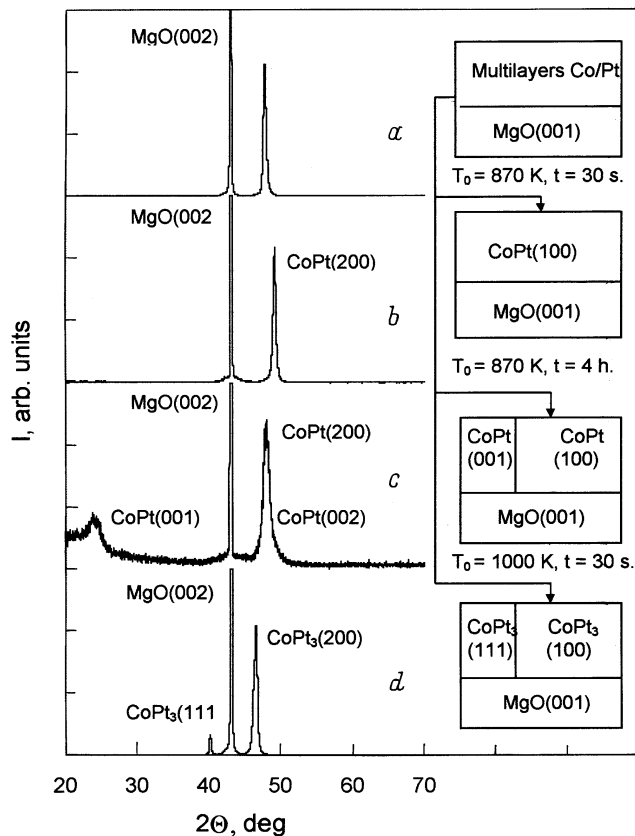 MgO(002)
a
Multilayers Co/Pt
MgO(001)
T₀ = 870 K, t = 30 s.
MgO(002
CoPt(200)
b
CoPt(100)
MgO(001)
T₀ = 870 K, t = 4 h.
MgO(002)
CoPt(200)
c
CoPt(001)
CoPt(002)
CoPt (001)
CoPt (100)
MgO(001)
T₀ = 1000 K, t = 30 s.
MgO(002)
CoPt₃(200)
d
CoPt₃(111
CoPt₃ (111)
CoPt₃ (100)
MgO(001)
I, arb. units
20 30 40 50 60 70
2Θ, deg